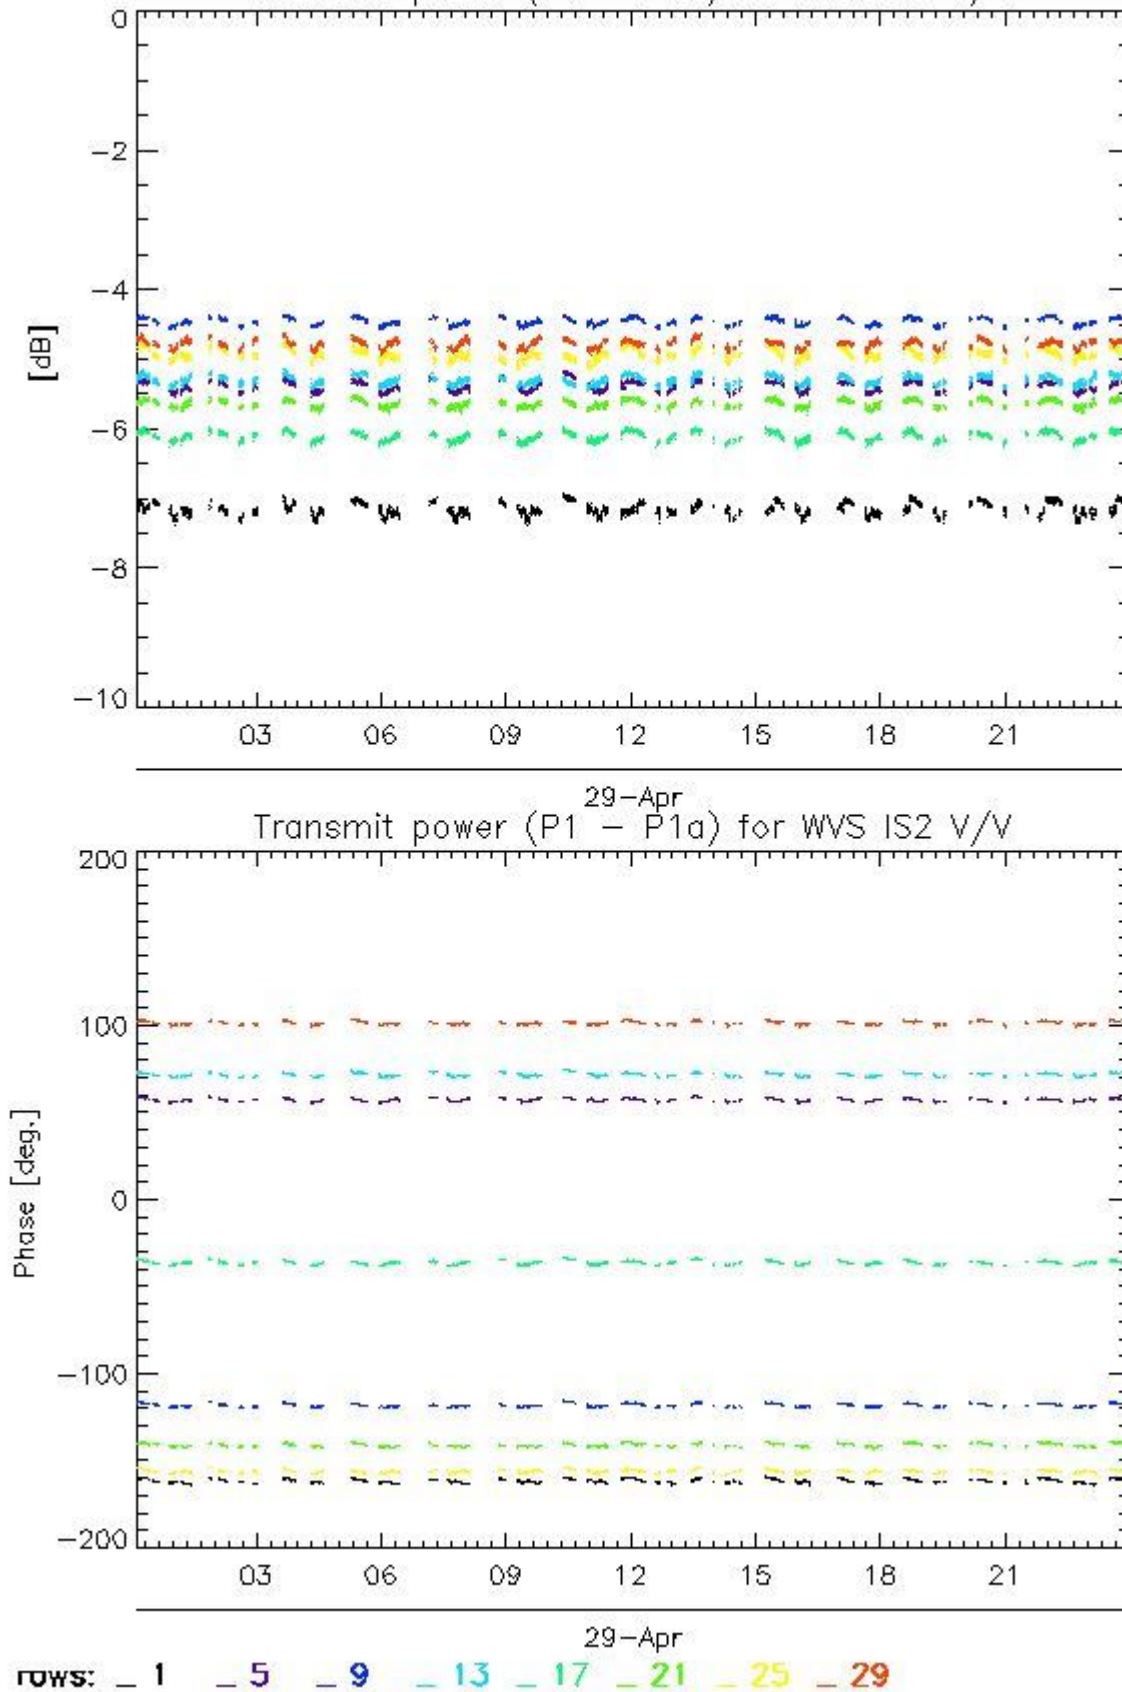 0
-2
-4
[dB]
-6
-8
-10
03 06 09 12 15 18 21
29-Apr
Transmit power (P1 - P1a) for WVS IS2 V/V
200
100
Phase [deg.]
0
-100
-200
03 06 09 12 15 18 21
29-Apr
rows: _ 1 _ 5 _ 9 _ 13 _ 17 _ 21 _ 25 _ 29